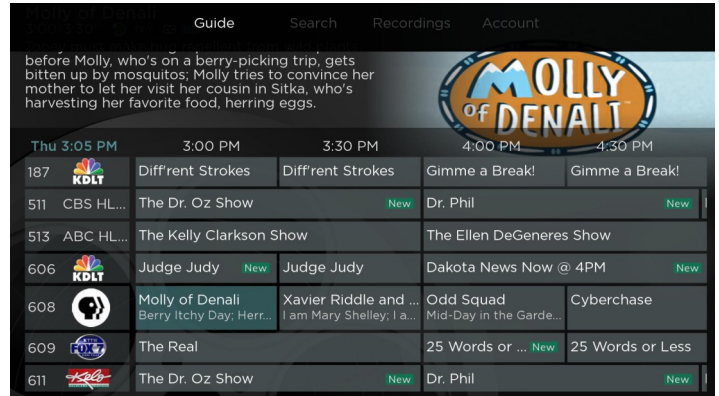 Molly of Denali
Guide Search Recordings Account
before Molly, who's on a berry-picking trip, gets
bitten up by mosquitos; Molly tries to convince her
mother to let her visit her cousin in Sitka, who's
harvesting her favorite food, herring eggs.
MOLLY
OF DENALI
Thu 3:05 PM 3:00 PM 3:30 PM 4:00 PM 4:30 PM
187 KDLT Diff'rent Strokes Diff'rent Strokes Gimme a Break! Gimme a Break!
511 CBS HL... The Dr. Oz Show New Dr. Phil New
513 ABC HL... The Kelly Clarkson Show The Ellen DeGeneres Show
606 KDLT Judge Judy New Judge Judy Dakota News Now @ 4PM New
608 Molly of Denali Xavier Riddle and ... Odd Squad Cyberchase
Berry Itchy Day; Herr... I am Mary Shelley; I a... Mid-Day in the Garde...
609 FOX 7 The Real 25 Words or ... New 25 Words or Less
611 Kelo The Dr. Oz Show New Dr. Phil New